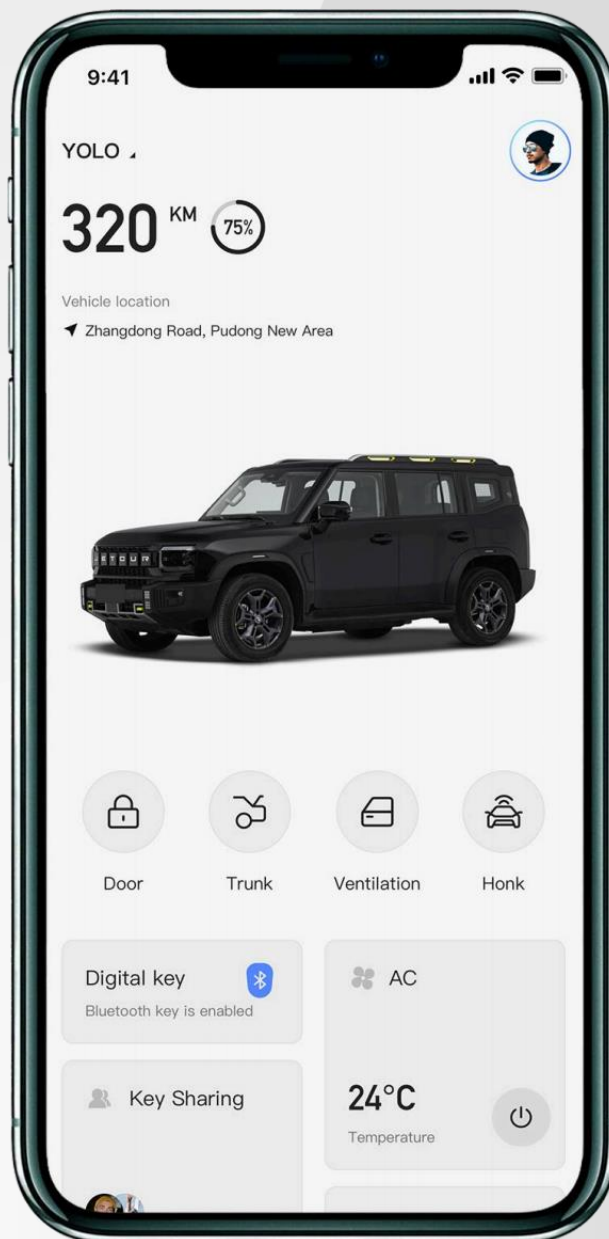 9:41
YOLO
320 KM 75%
Vehicle location
Zhangdong Road, Pudong New Area
ETOUR
Door Trunk Ventilation Honk
Digital key
Bluetooth key is enabled
AC
Key Sharing
24°C
Temperature